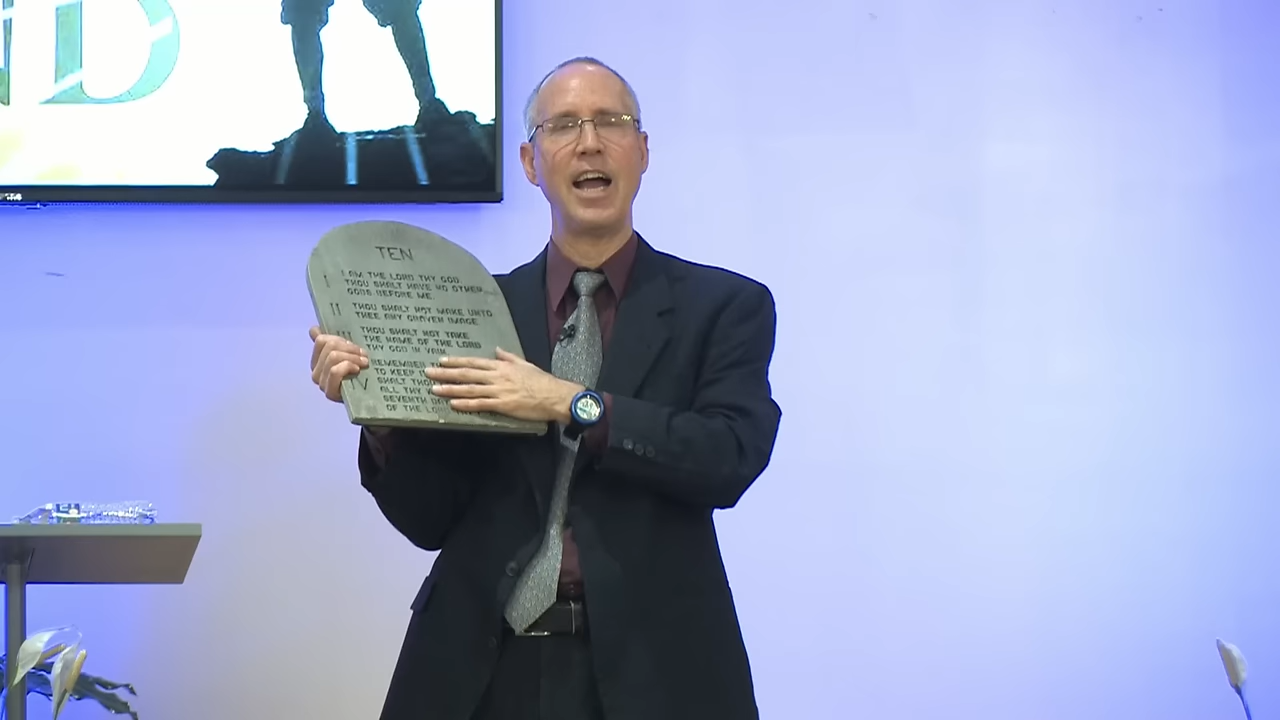 ND
TEN
I I AM THE LORD THY GOD
THOU SHALT HAVE NO OTHER
GODS BEFORE ME.
II THOU SHALT NOT MAKE UNTO
THEE ANY GRAVEN IMAGE.
III THOU SHALT NOT TAKE
THE NAME OF THE LORD
THY GOD IN VAIN
IV REMEMBER
TO KEEP
SHALT THOU
ALL THY
SEVENTH DAY
OF THE LORD